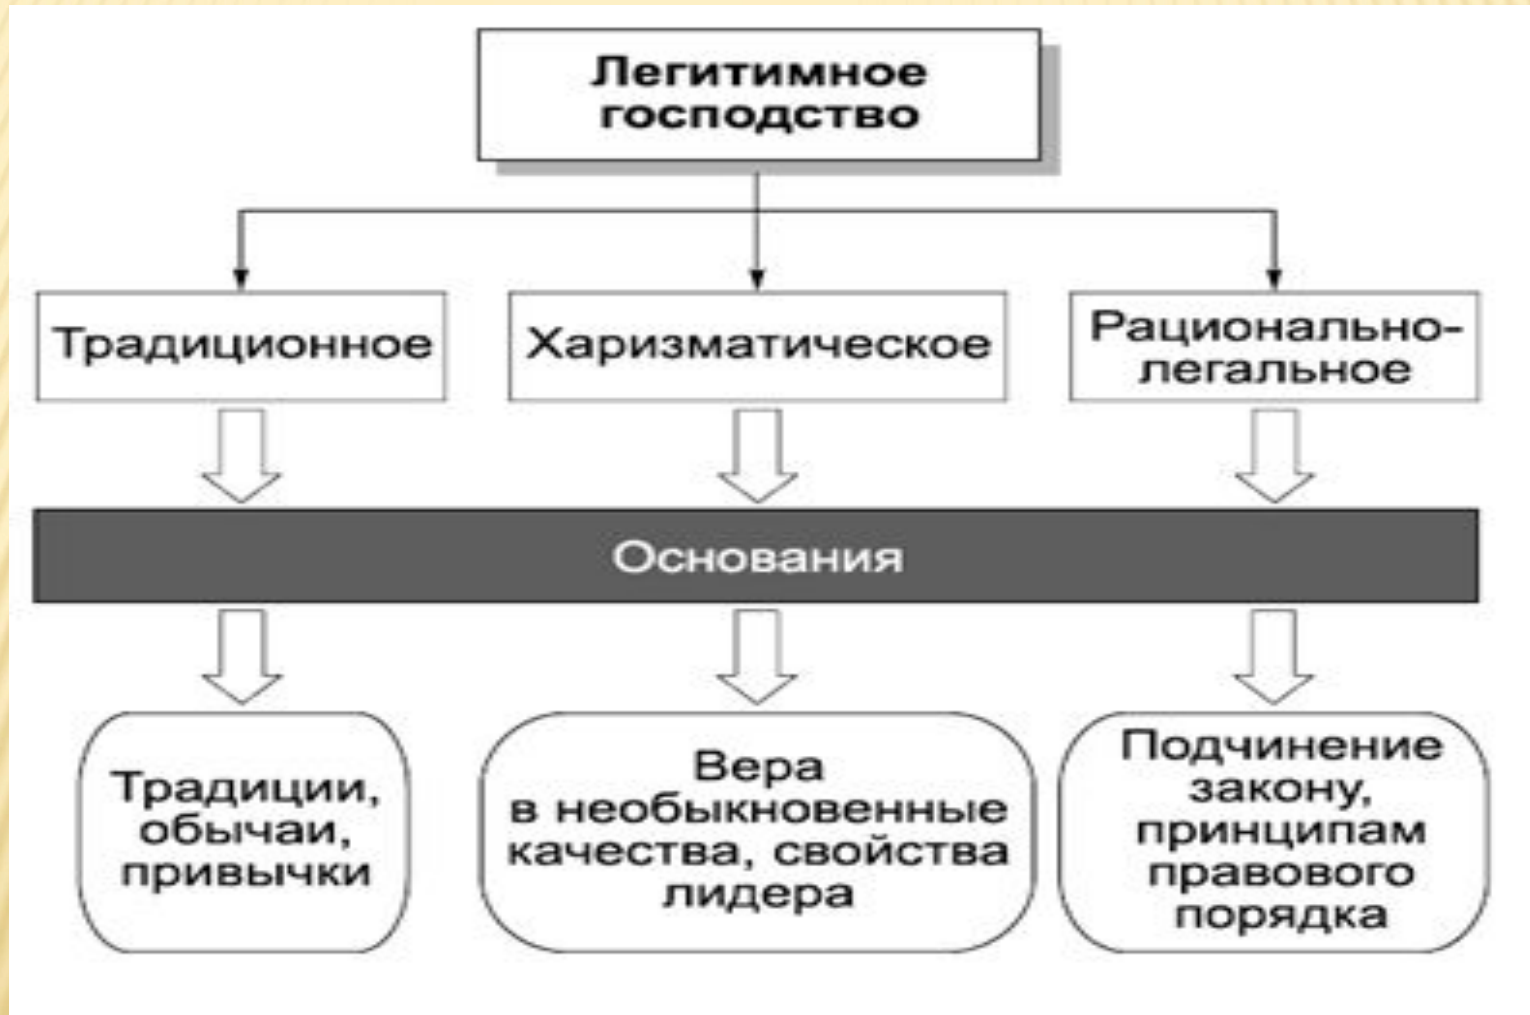 Легитимное
господство
Традиционное
Харизматическое
Рационально-
легальное
Основания
Традиции,
обычаи,
привычки
Вера
в необыкновенные
качества, свойства
лидера
Подчинение
закону,
принципам
правового
порядка